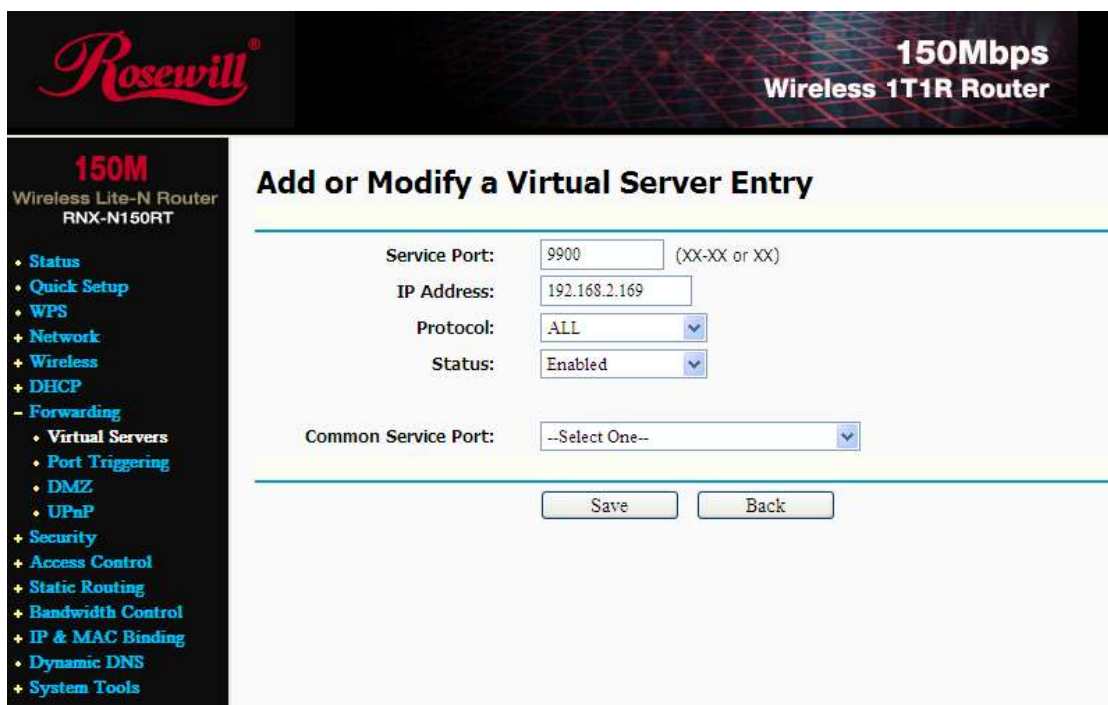 Rosewill®
150Mbps
Wireless 1T1R Router
150M
Wireless Lite-N Router
RNX-N150RT
Status
Quick Setup
WPS
+ Network
+ Wireless
+ DHCP
– Forwarding
Virtual Servers
Port Triggering
DMZ
UPnP
+ Security
+ Access Control
+ Static Routing
+ Bandwidth Control
+ IP & MAC Binding
Dynamic DNS
+ System Tools
Add or Modify a Virtual Server Entry
Service Port: 9900 (XX-XX or XX)
IP Address: 192.168.2.169
Protocol: ALL
Status: Enabled
Common Service Port: --Select One--
Save Back